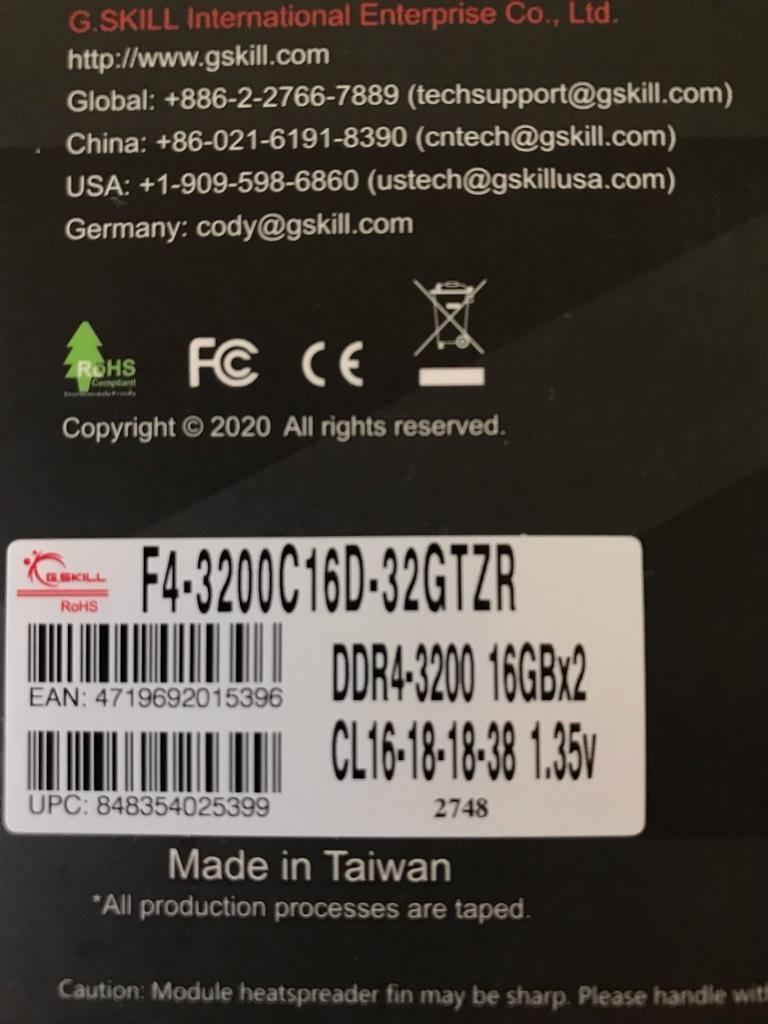 G.SKILL International Enterprise Co., Ltd.
http://www.gskill.com
Global: +886-2-2766-7889 (techsupport@gskill.com)
China: +86-021-6191-8390 (cntech@gskill.com)
USA: +1-909-598-6860 (ustech@gskillusa.com)
Germany: cody@gskill.com
RoHS
Compliant
Environmentally Friendly
FC CE
Copyright © 2020 All rights reserved.
G.SKILL
RoHS
F4-3200C16D-32GTZR
DDR4-3200 16GBx2
EAN: 4719692015396
CL16-18-18-38 1.35v
UPC: 848354025399
2748
Made in Taiwan
*All production processes are taped.
Caution: Module heatspreader fin may be sharp. Please handle with